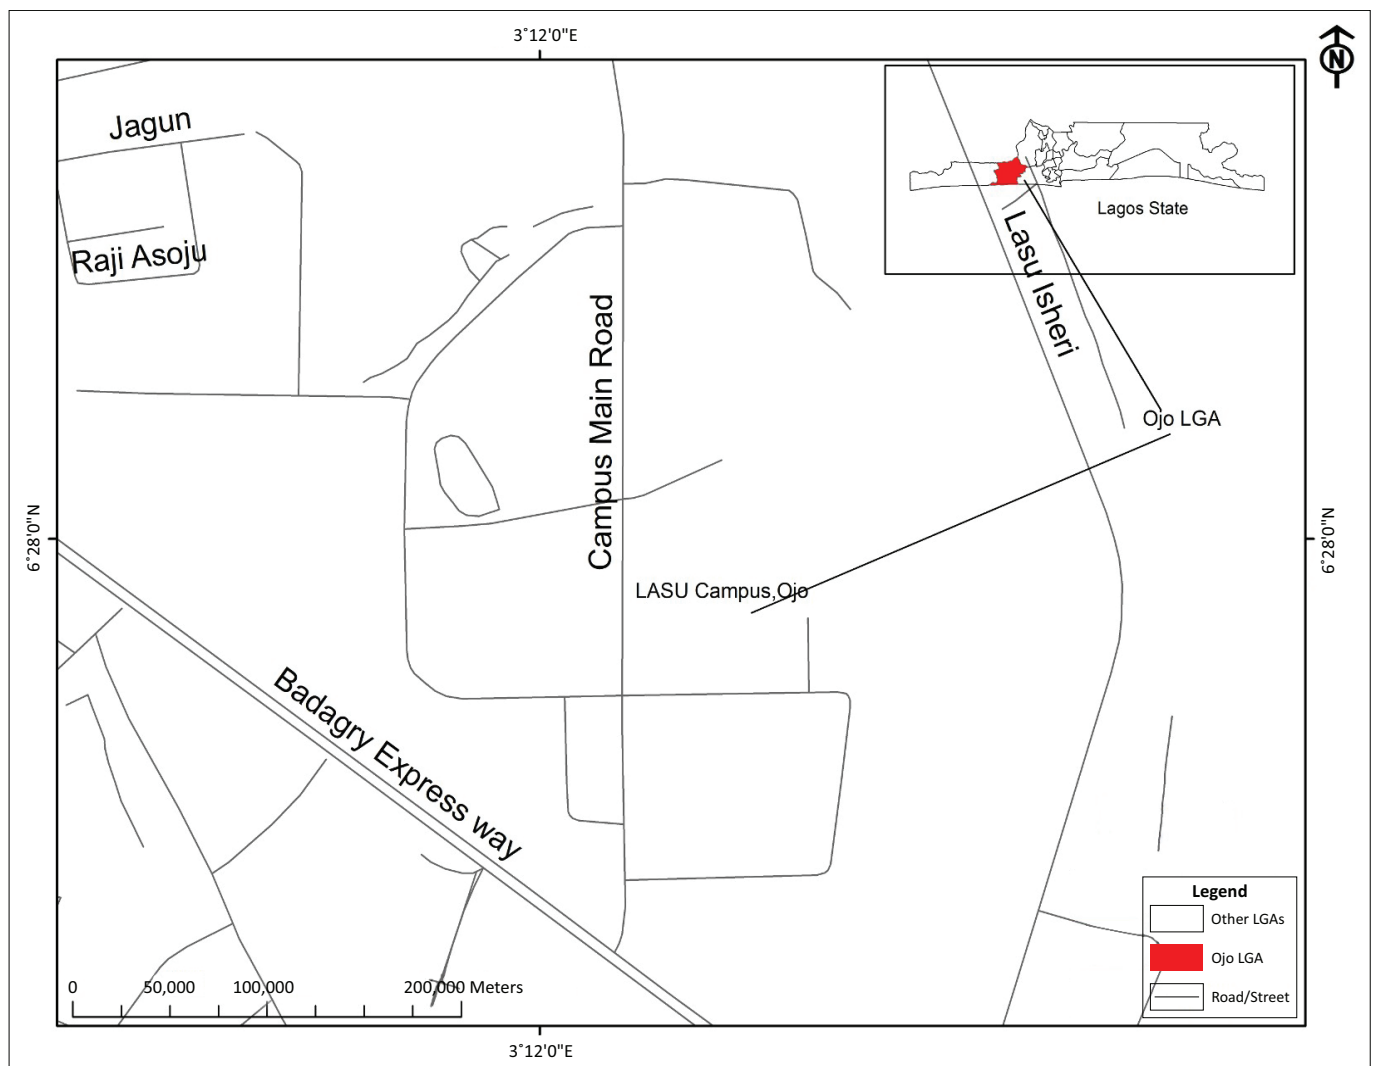 3°12'0"E
N
Jagun
Raji Asoju
Lagos State
Lasu Isheri
Campus Main Road
Ojo LGA
6°28'0"N
6°28'0"N
LASU Campus,Ojo
Badagry Express way
Legend
Other LGAs
Ojo LGA
Road/Street
0 50,000 100,000 200,000 Meters
3°12'0"E